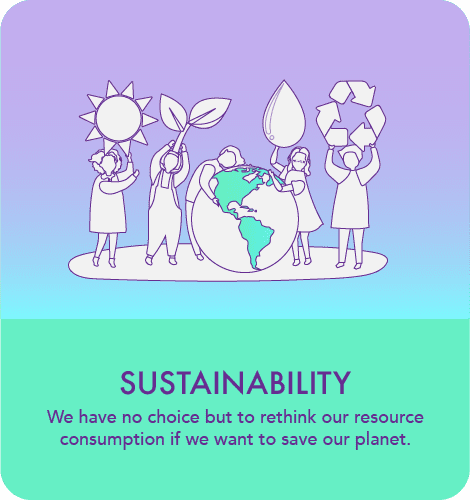 SUSTAINABILITY
We have no choice but to rethink our resource
consumption if we want to save our planet.